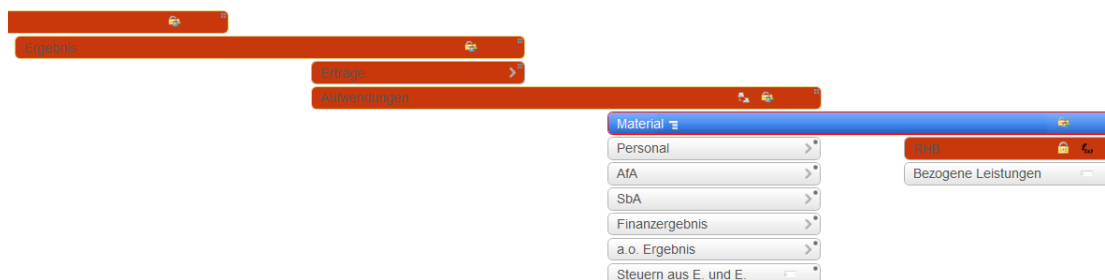 Ergebnis
Erträge
Aufwendungen
Material
Personal
RHB
AfA
Bezogene Leistungen
SbA
Finanzergebnis
a.o. Ergebnis
Steuern aus E. und E.